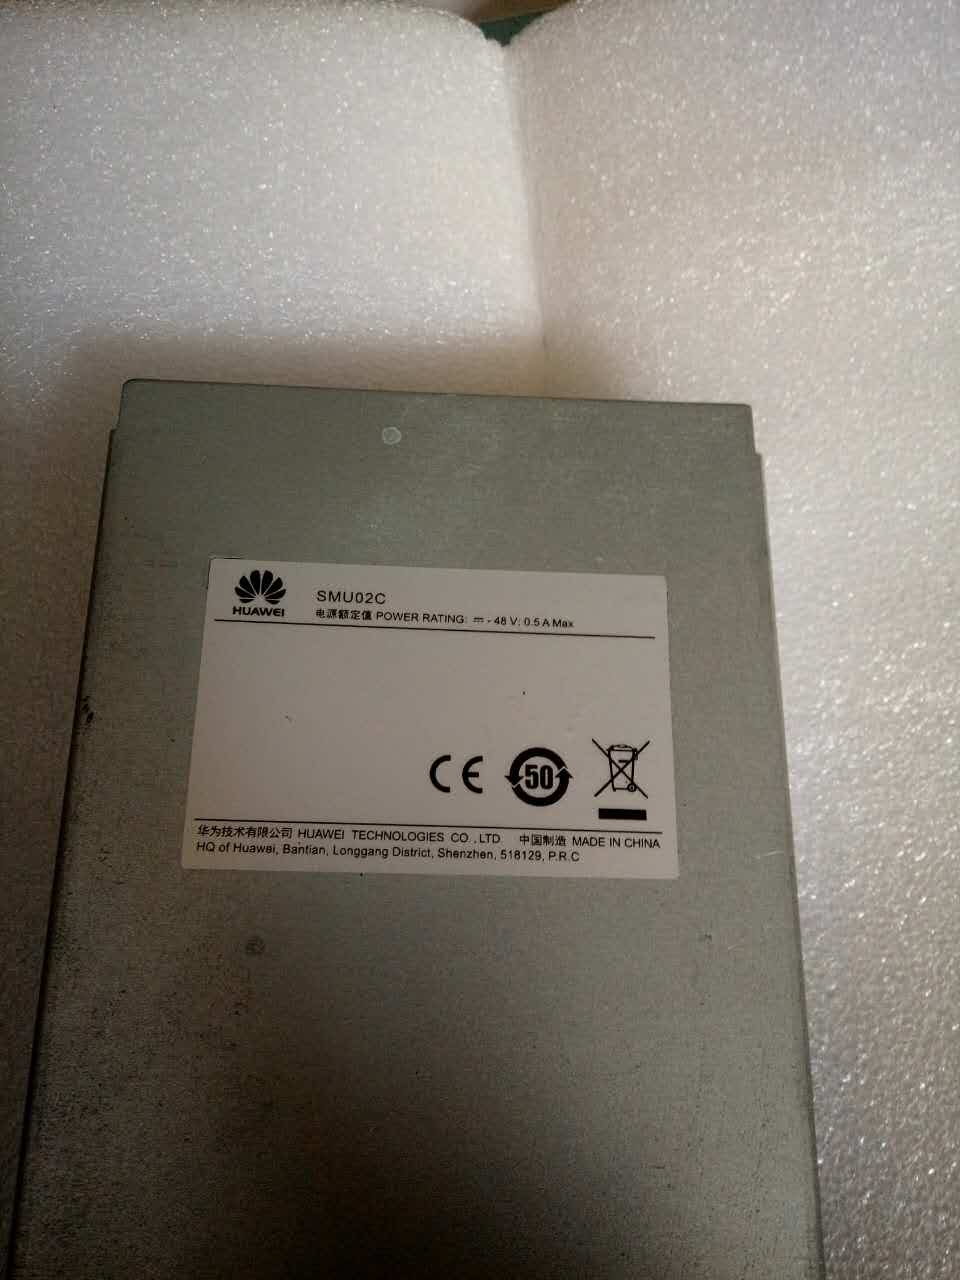 HUAWEI
SMU02C
电源额定值 POWER RATING: ⎓ - 48 V; 0.5 A Max
CE
50
华为技术有限公司 HUAWEI TECHNOLOGIES CO., LTD 中国制造 MADE IN CHINA
HQ of Huawei, Bantian, Longgang District, Shenzhen, 518129, P.R.C